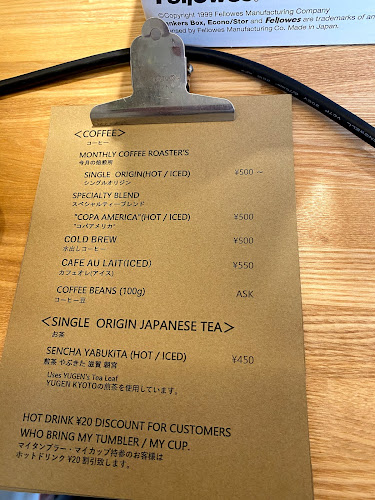 Fellowes.
©Copyright 1999 Fellowes Manufacturing Company
nkers Box, Econo/Stor and Fellowes are trademarks of
ensed by Fellowes Manufacturing Co. Made in Japan.
<COFFEE>
コーヒー
MONTHLY COFFEE ROASTER'S
今月の焙煎所
SINGLE ORIGIN(HOT / ICED) ¥500 ~
シングルオリジン
SPECIALTY BLEND
スペシャルティーブレンド
"COPA AMERICA"(HOT / ICED) ¥500
"コパアメリカ"
COLD BREW ¥500
水出しコーヒー
CAFE AU LAIT(ICED) ¥550
カフェオレ(アイス)
COFFEE BEANS (100g) ASK
コーヒー豆
<SINGLE ORIGIN JAPANESE TEA>
お茶
SENCHA YABUKITA (HOT / ICED) ¥450
煎茶 やぶきた 滋賀 朝宮
Uses YUGEN's Tea Leaf
YUGEN KYOTOの煎茶を使用しています。
HOT DRINK ¥20 DISCOUNT FOR CUSTOMERS
WHO BRING MY TUMBLER / MY CUP.
マイタンブラー・マイカップ持参のお客様は
ホットドリンク ¥20 割引致します。